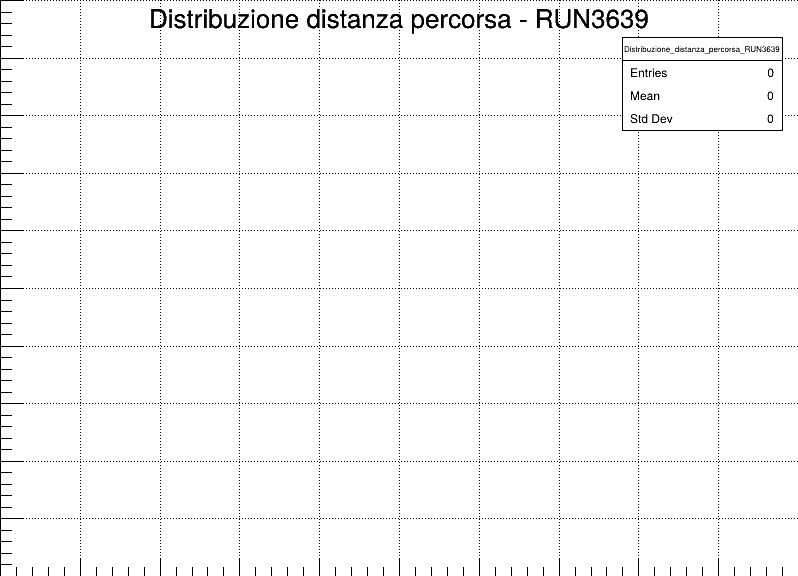 Distribuzione distanza percorsa - RUN3639
Distribuzione_distanza_percorsa_RUN3639
Entries 0
Mean 0
Std Dev 0